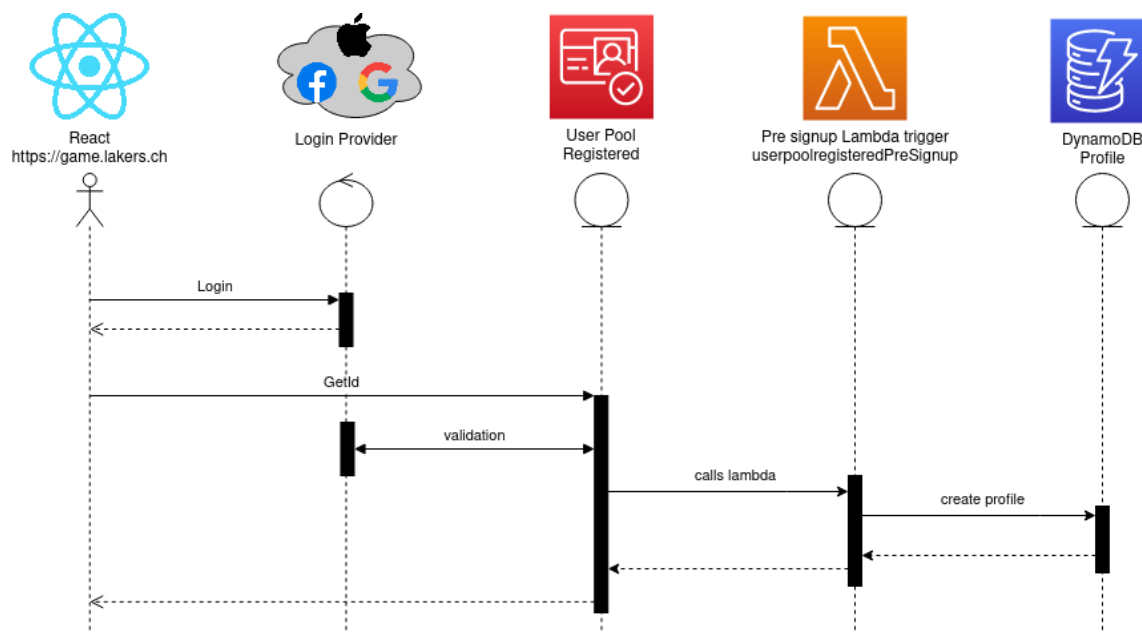 React
https://game.lakers.ch
Login Provider
User Pool
Registered
Pre signup Lambda trigger
userpoolregisteredPreSignup
DynamoDB
Profile
Login
GetId
validation
calls lambda
create profile